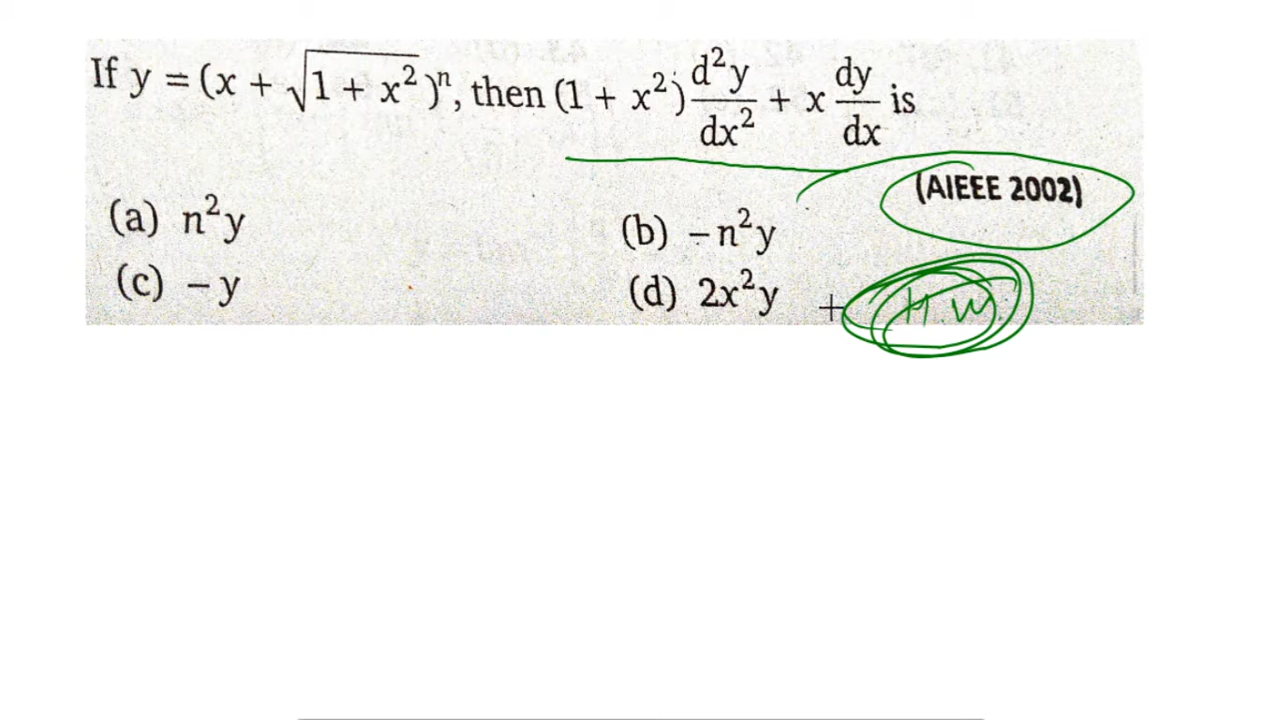 If y = (x + √(1 + x²))ⁿ, then (1 + x²) d²y/dx² + x dy/dx is
(AIEEE 2002)
(a) n²y (b) – n²y
(c) – y (d) 2x²y
+ H.W.